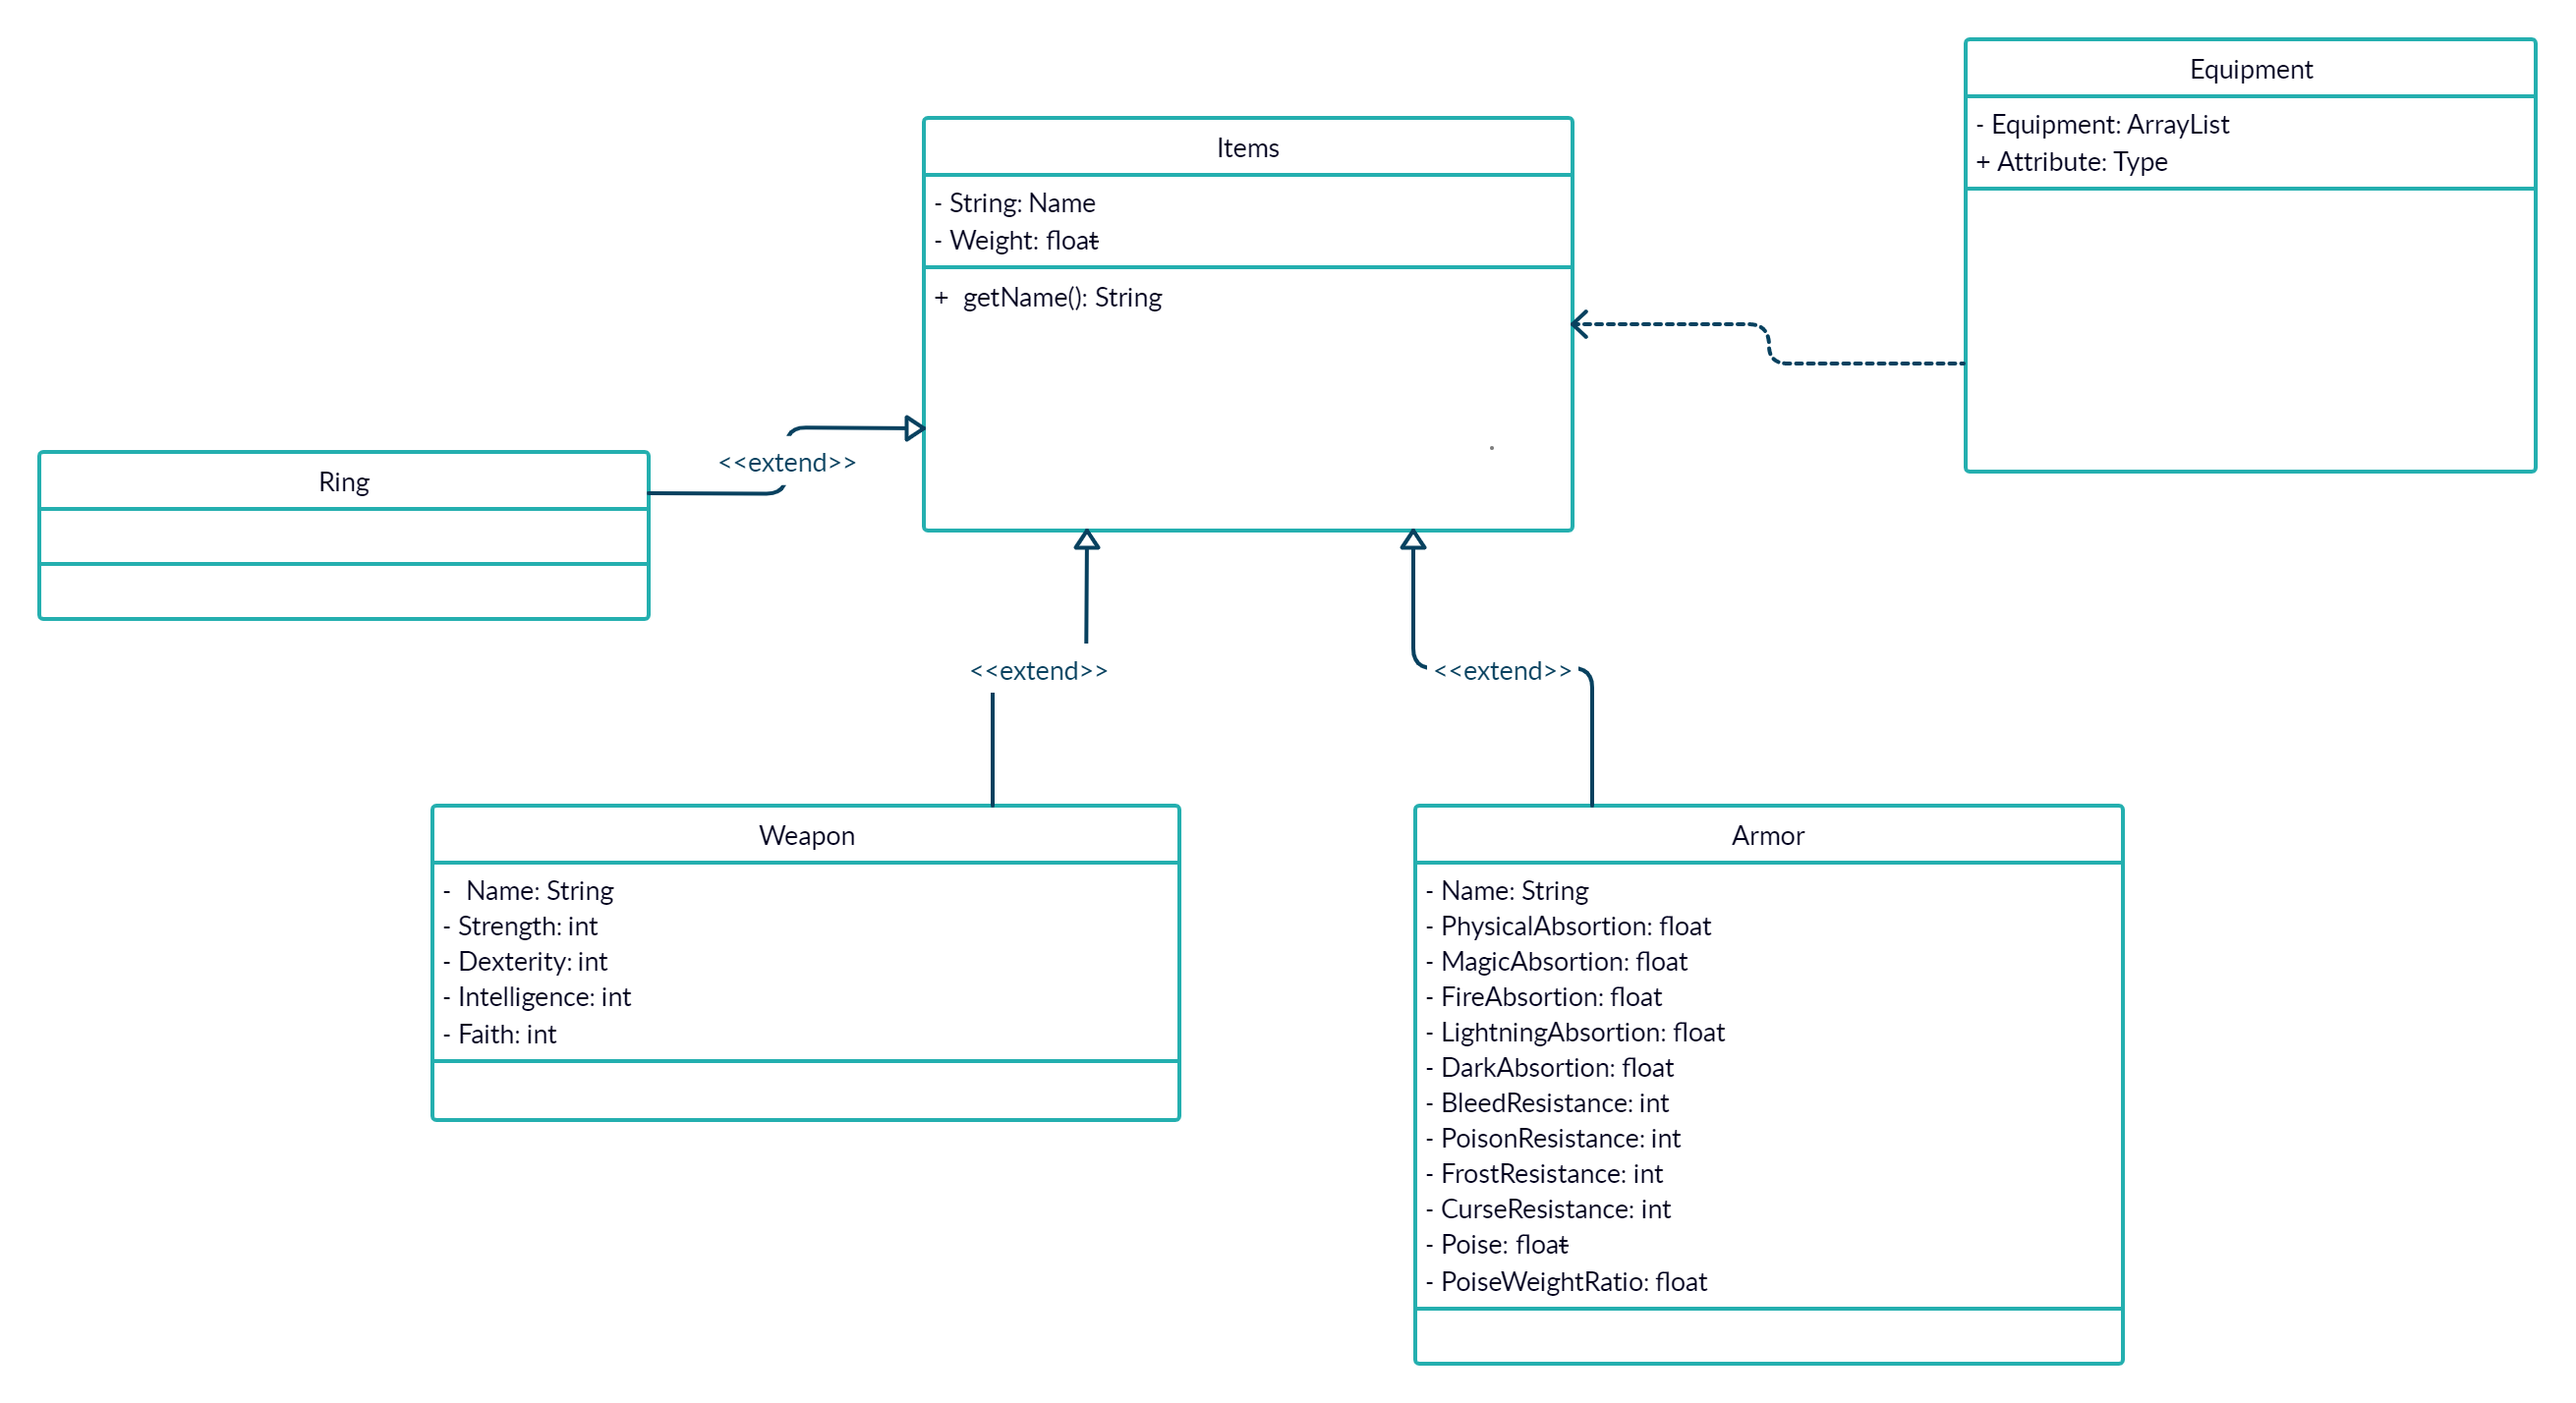 Equipment
- Equipment: ArrayList
+ Attribute: Type
Items
- String: Name
- Weight: float
+ getName(): String
<<extend>>
Ring
<<extend>>
<<extend>>
Weapon
- Name: String
- Strength: int
- Dexterity: int
- Intelligence: int
- Faith: int
Armor
- Name: String
- PhysicalAbsortion: float
- MagicAbsortion: float
- FireAbsortion: float
- LightningAbsortion: float
- DarkAbsortion: float
- BleedResistance: int
- PoisonResistance: int
- FrostResistance: int
- CurseResistance: int
- Poise: float
- PoiseWeightRatio: float